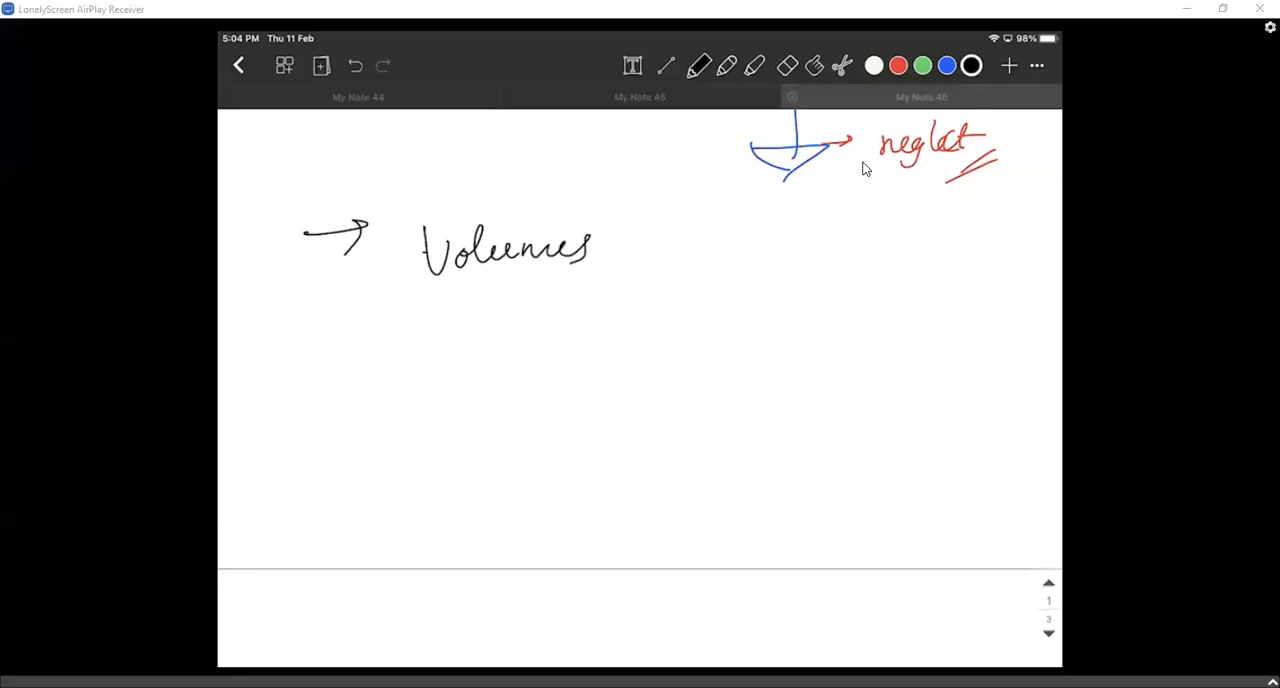 LonelyScreen AirPlay Receiver
5:04 PM Thu 11 Feb
98%
T
My Note 44
My Note 45
My Note 46
neglect
→ Volumes
1
3